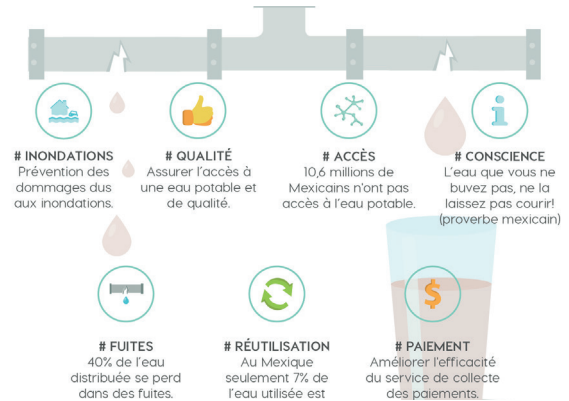 # INONDATIONS
Prévention des
dommages dus
aux inondations.
# QUALITÉ
Assurer l'accès à
une eau potable et
de qualité.
# ACCÈS
10,6 millions de
Mexicains n'ont pas
accès à l'eau potable.
# CONSCIENCE
L'eau que vous ne
buvez pas, ne la
laissez pas courir!
(proverbe mexicain)
# FUITES
40% de l'eau
distribuée se perd
dans des fuites.
# RÉUTILISATION
Au Mexique
seulement 7% de
l'eau utilisée est
# PAIEMENT
Améliorer l'efficacité
du service de collecte
des paiements.